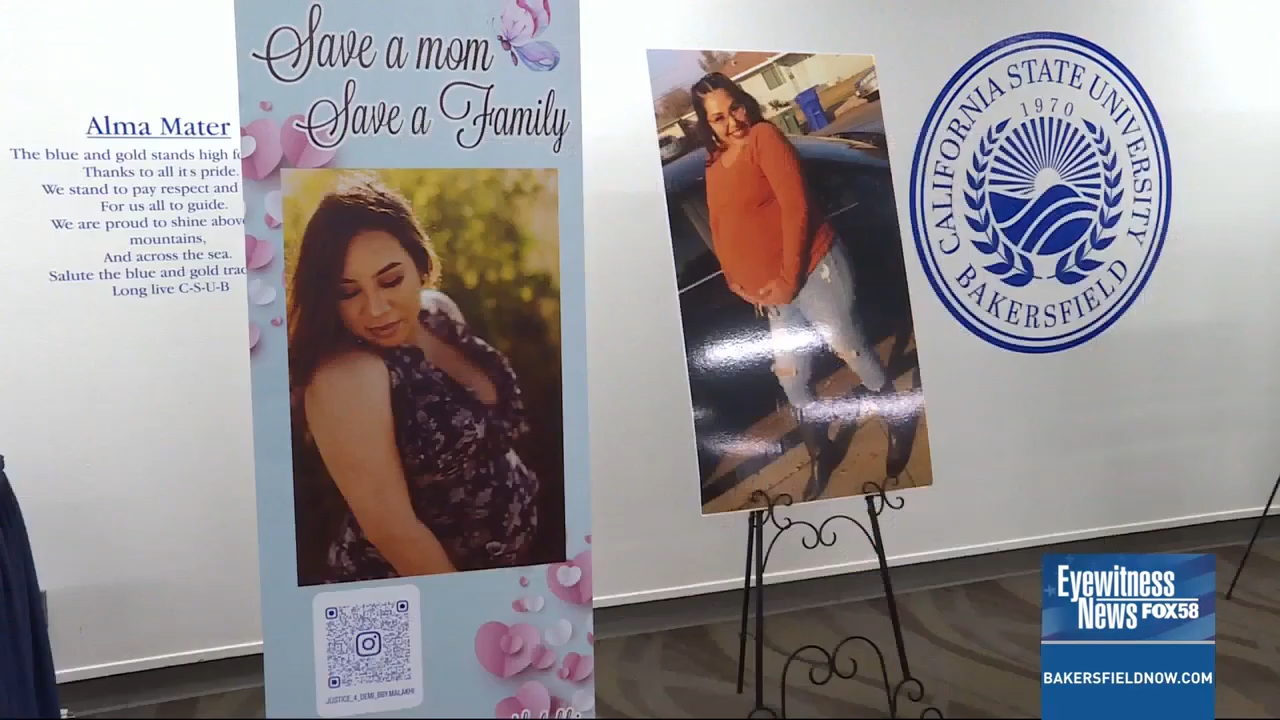 Save a mom
Save a Family
Alma Mater
The blue and gold stands high
Thanks to all its pride.
We stand to pay respect and
For us all to guide.
We are proud to shine
mountains,
And across the sea.
Salute the blue and gold
Long live C-S-U-B
CALIFORNIA STATE UNIVERSITY
1970
BAKERSFIELD
JUSTICE_4_DEMI_BBY.MALAKHI
Eyewitness
News FOX58
BAKERSFIELDNOW.COM